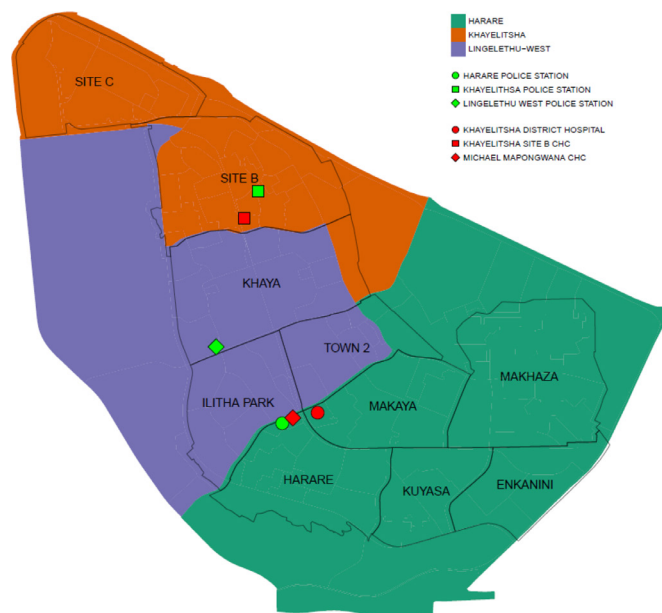 HARARE
KHAYELITSHA
LINGELETHU-WEST
HARARE POLICE STATION
KHAYELITHSA POLICE STATION
LINGELETHU WEST POLICE STATION
KHAYELITSHA DISTRICT HOSPITAL
KHAYELITSHA SITE B CHC
MICHAEL MAPONGWANA CHC
SITE C
SITE B
KHAYA
TOWN 2
ILITHA PARK
MAKAYA
MAKHAZA
HARARE
KUYASA
ENKANINI